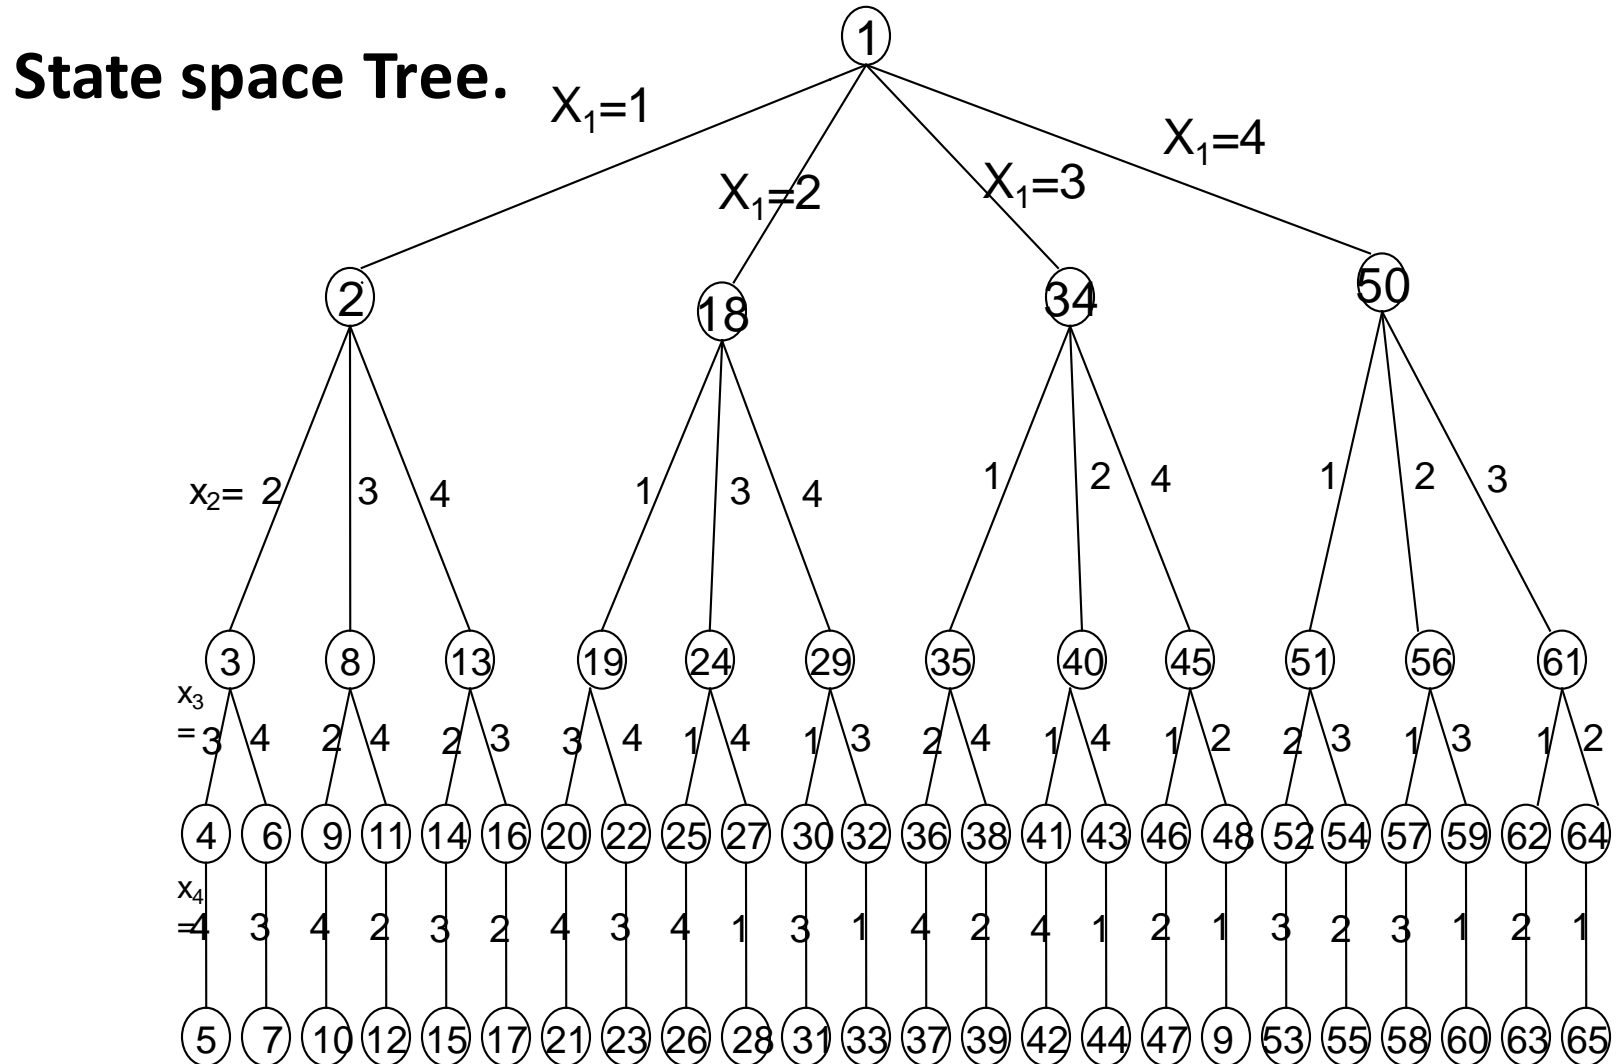 1
State space Tree.
X₁=1
X₁=4
X₁=2
X₁=3
2
18
34
50
x₂= 2 3 4 1 3 4 1 2 4 1 2 3
3 8 13 19 24 29 35 40 45 51 56 61
x₃
= 3 4 2 4 2 3 3 4 1 4 1 3 2 4 1 4 1 2 2 3 1 3 1 2
4 6 9 11 14 16 20 22 25 27 30 32 36 38 41 43 46 48 52 54 57 59 62 64
x₄
=4 3 4 2 3 2 4 3 4 1 3 1 4 2 4 1 2 1 3 2 3 1 2 1
5 7 10 12 15 17 21 23 26 28 31 33 37 39 42 44 47 9 53 55 58 60 63 65